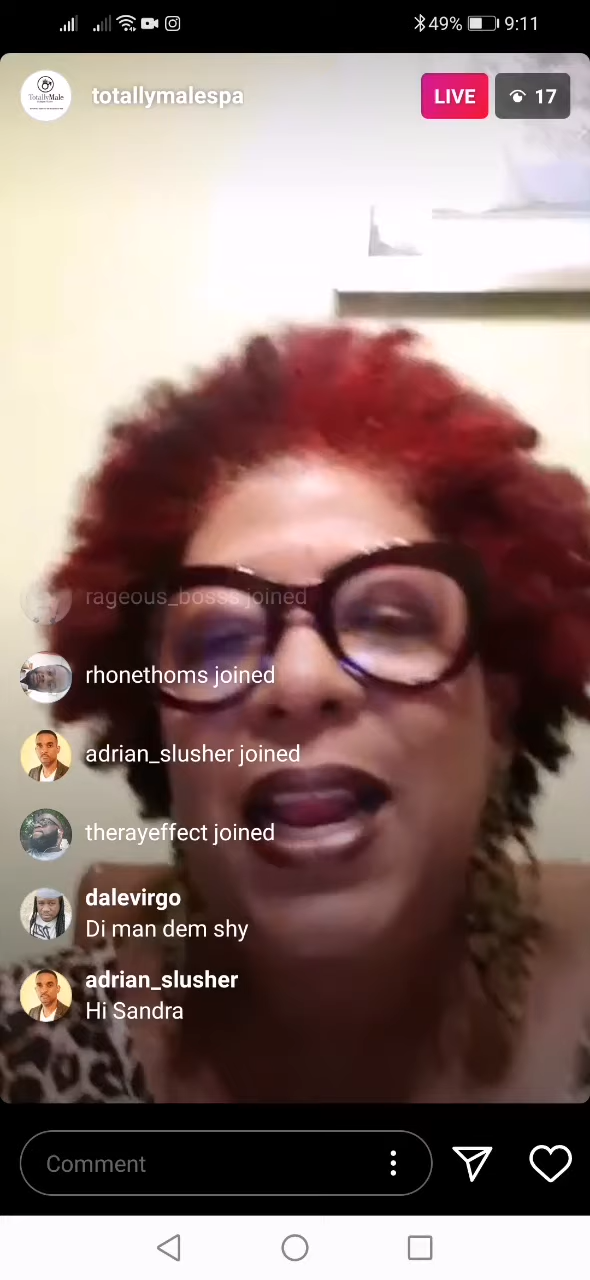 49% 9:11
totallymalespa LIVE 17
TotallyMale
rageous_bosss joined
rhonethoms joined
adrian_slusher joined
therayeffect joined
dalevirgo
Di man dem shy
adrian_slusher
Hi Sandra
Comment